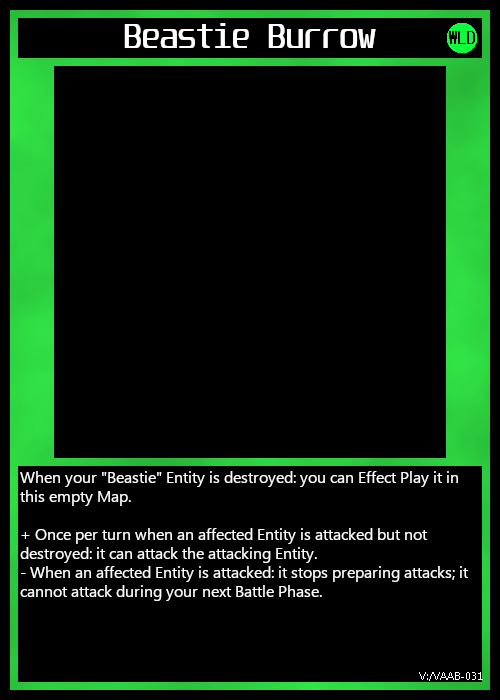 Beastie Burrow
WLD
When your "Beastie" Entity is destroyed: you can Effect Play it in
this empty Map.
+ Once per turn when an affected Entity is attacked but not
destroyed: it can attack the attacking Entity.
- When an affected Entity is attacked: it stops preparing attacks; it
cannot attack during your next Battle Phase.
V:/VAAB-031